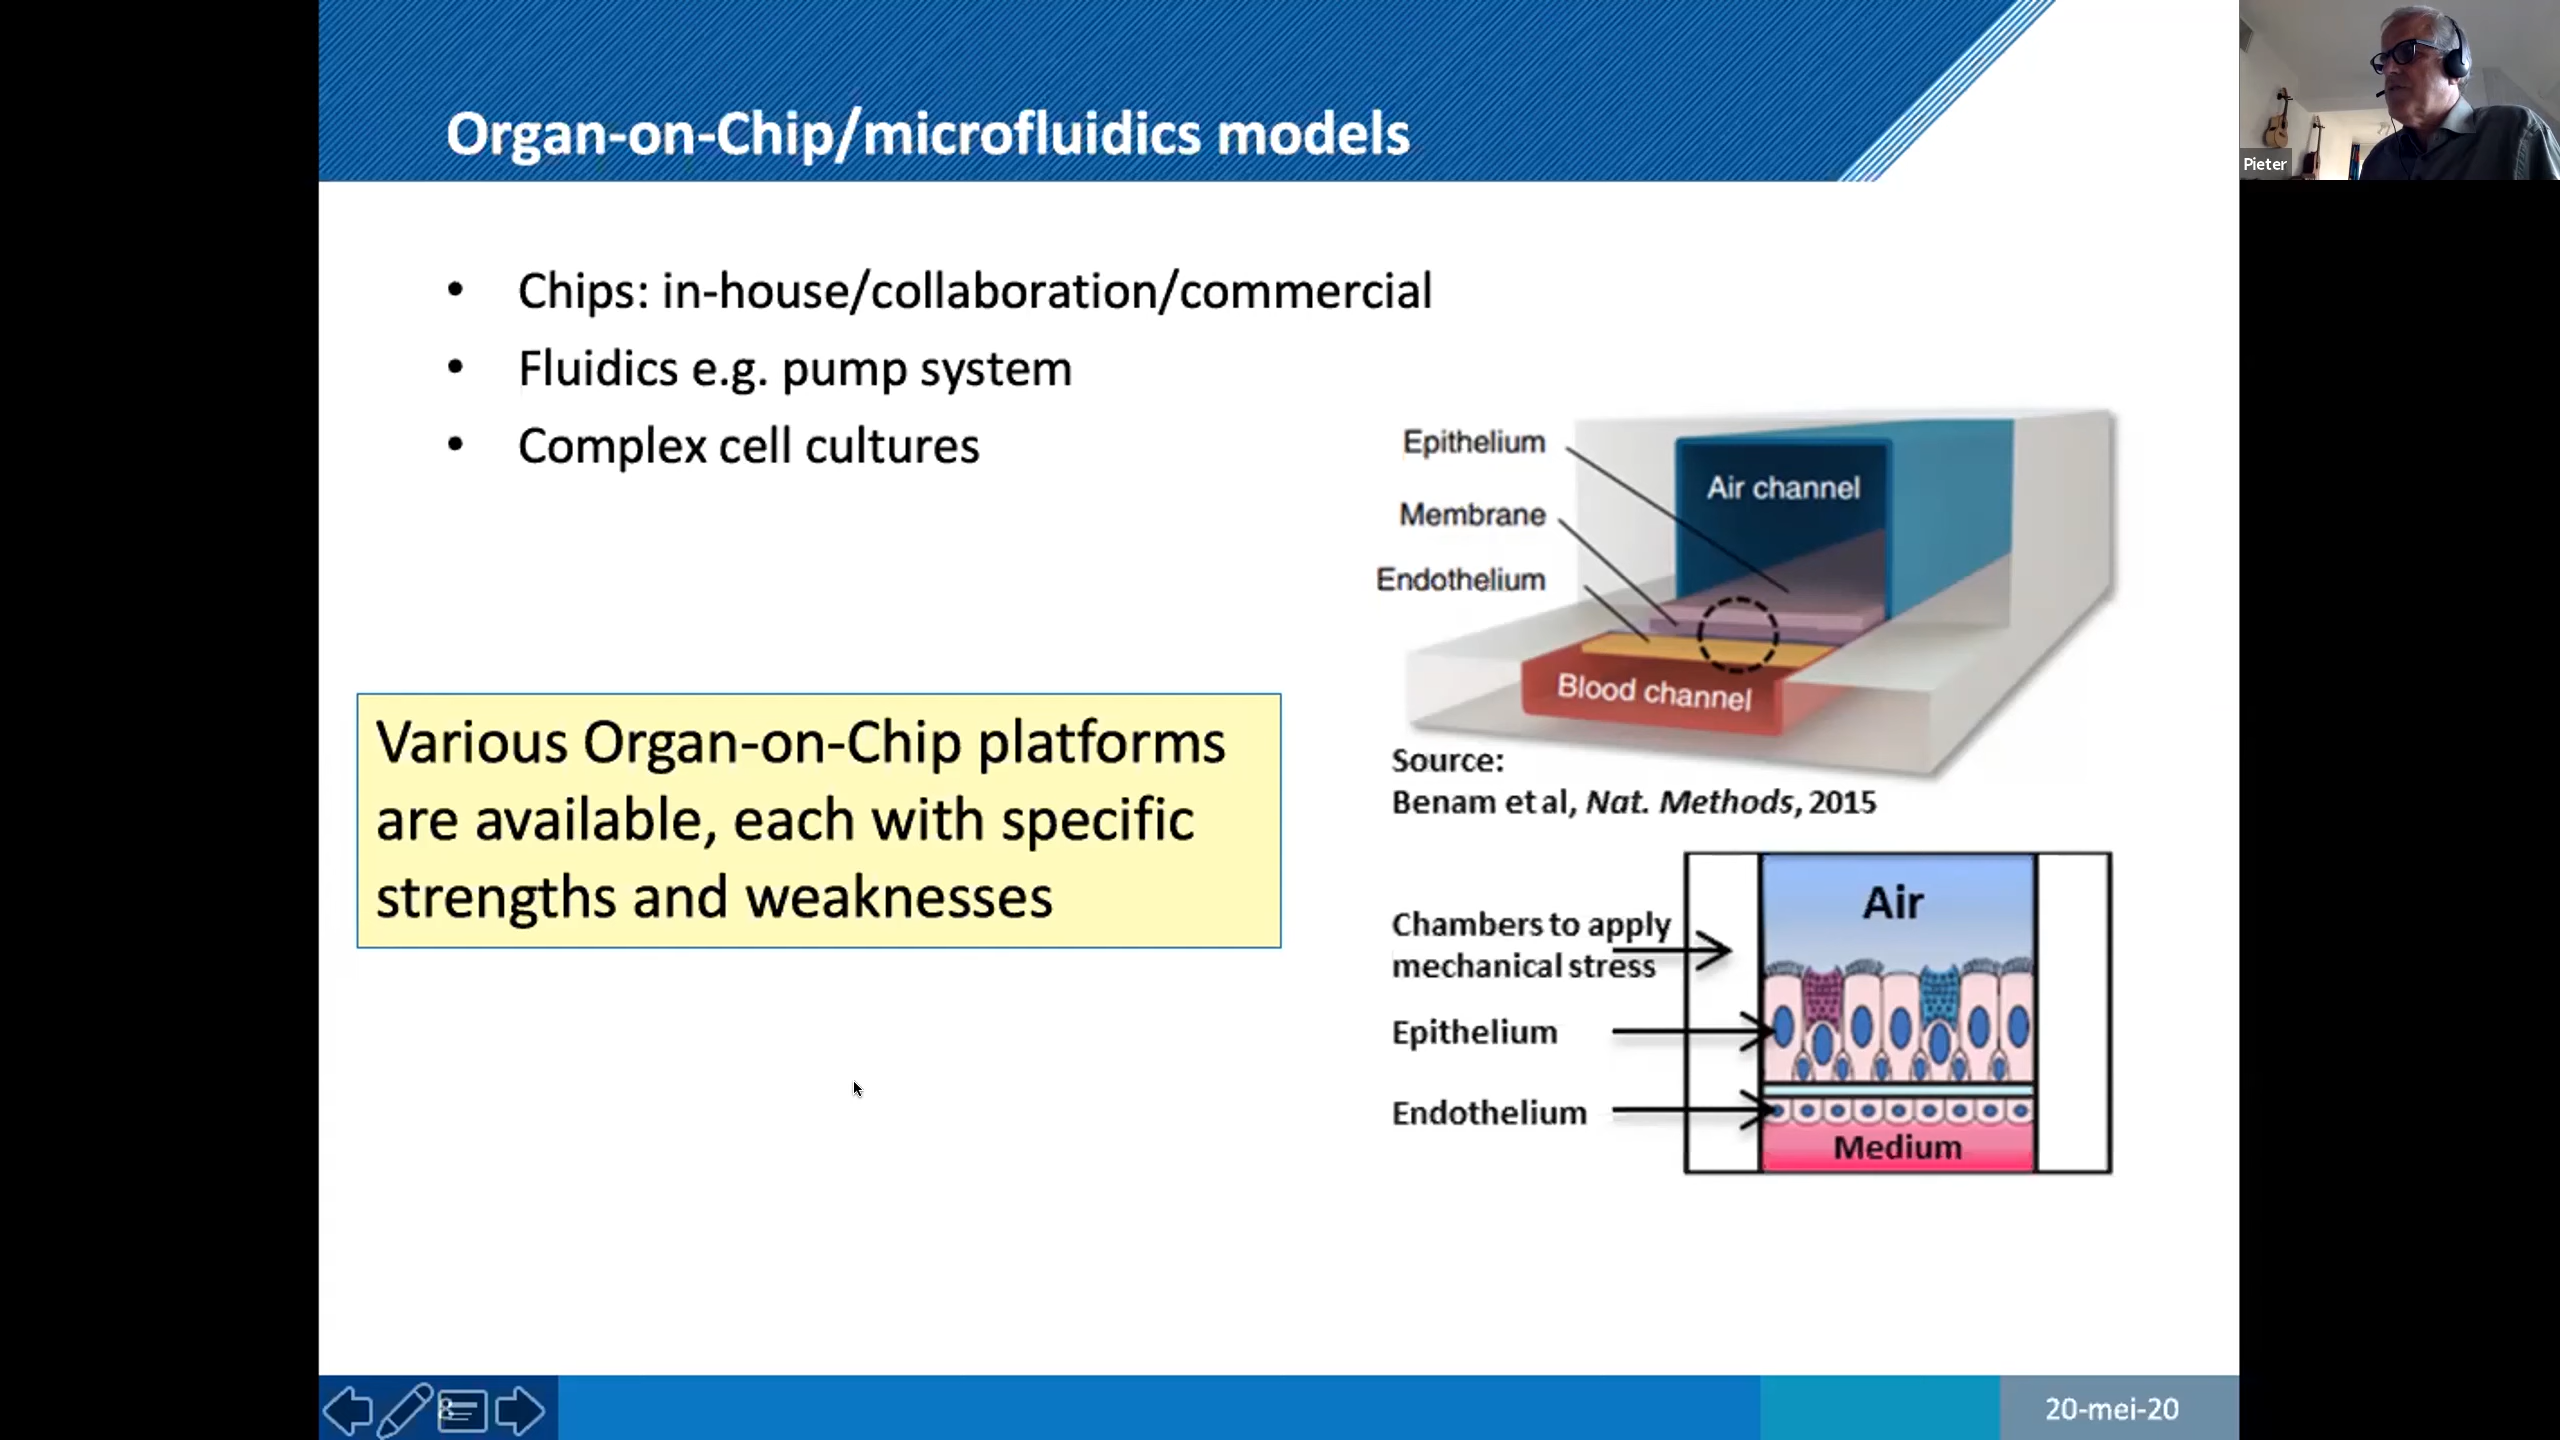 Organ-on-Chip/microfluidics models
Pieter
• Chips: in-house/collaboration/commercial
• Fluidics e.g. pump system
• Complex cell cultures
Epithelium
Membrane
Endothelium
Air channel
Blood channel
Source:
Benam et al, Nat. Methods, 2015
Various Organ-on-Chip platforms
are available, each with specific
strengths and weaknesses
Chambers to apply
mechanical stress
Epithelium
Endothelium
Air
Medium
8
20-mei-20